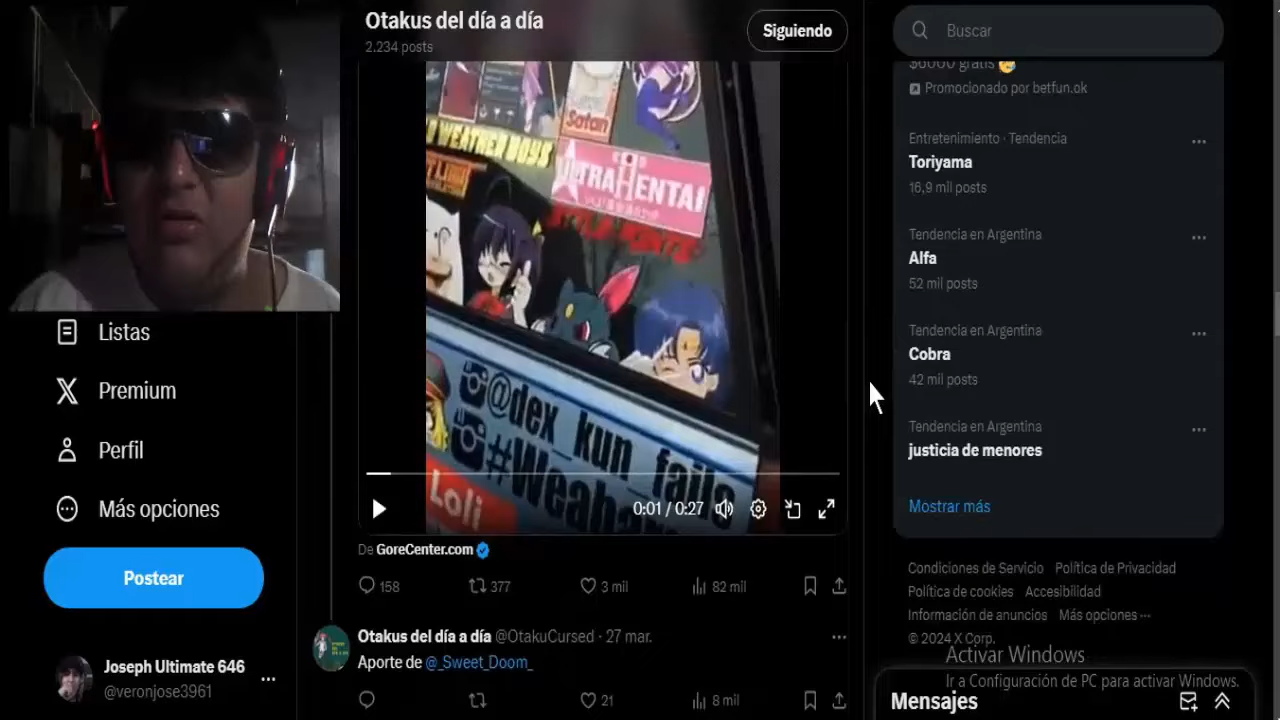 Otakus del día a día
2.234 posts
Siguiendo
Buscar
$6000 gratis 🥳
Promocionado por betfun.ok
Entretenimiento · Tendencia
Toriyama
16,9 mil posts
Tendencia en Argentina
Alfa
52 mil posts
Tendencia en Argentina
Cobra
42 mil posts
Tendencia en Argentina
justicia de menores
Mostrar más
Condiciones de Servicio Política de Privacidad
Política de cookies Accesibilidad
Información de anuncios Más opciones ···
© 2024 X Corp.
Activar Windows
Ir a Configuración de PC para activar Windows.
Mensajes
Listas
Premium
Perfil
Más opciones
Postear
Joseph Ultimate 646
@veronjose3961
Satan
WEATHER BOYS
ULTRAHENTAI
@dex_kun_fails
Loli
0:01 / 0:27
De GoreCenter.com
158
377
3 mil
82 mil
Otakus del día a día @OtakuCursed · 27 mar.
Aporte de @_Sweet_Doom_
21
8 mil